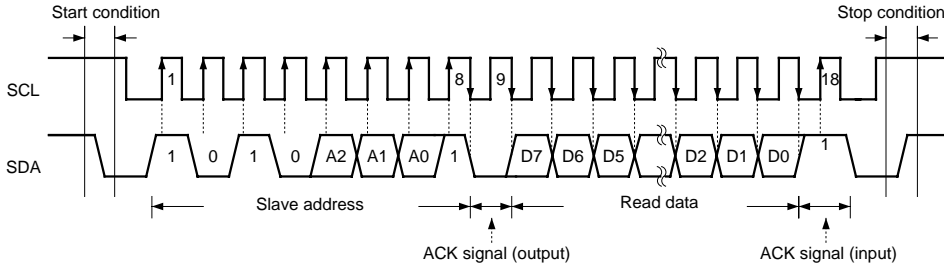 Start condition Stop condition
SCL 1 8 9 18
SDA 1 0 1 0 A2 A1 A0 1 D7 D6 D5 D2 D1 D0 1
Slave address Read data
ACK signal (output) ACK signal (input)